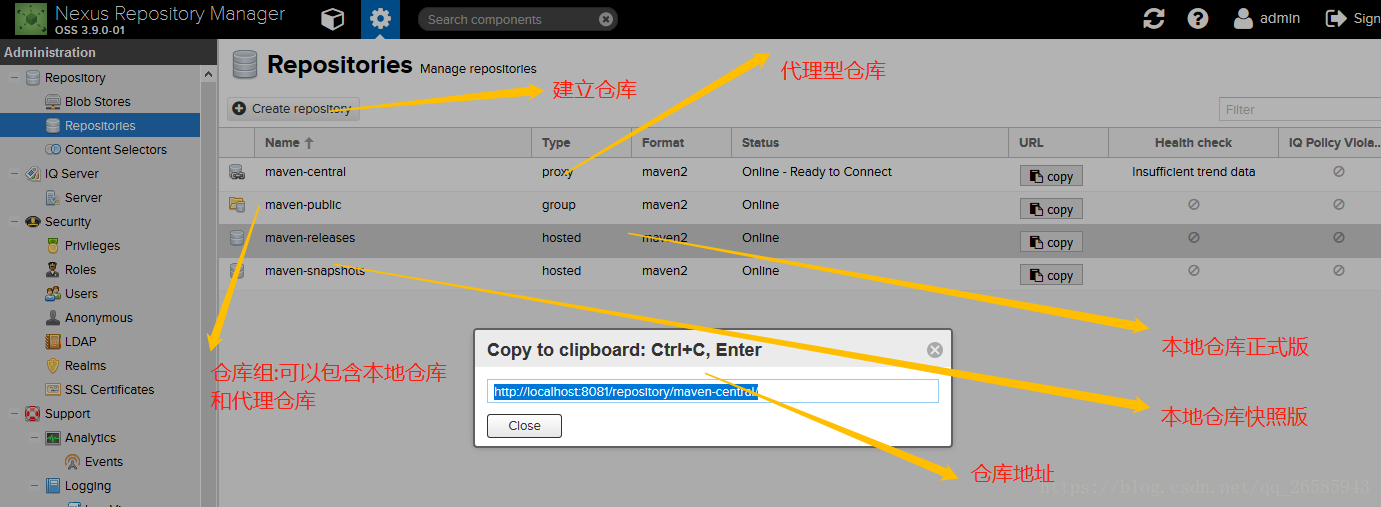 Nexus Repository Manager
OSS 3.9.0-01
Search components
admin
Sign
Administration
Repository
Blob Stores
Repositories
Content Selectors
IQ Server
Server
Security
Privileges
Roles
Users
Anonymous
LDAP
Realms
SSL Certificates
Support
Analytics
Events
Logging
Repositories Manage repositories
代理型仓库
建立仓库
Create repository
Filter
Name Type Format Status URL Health check IQ Policy Viola...
maven-central proxy maven2 Online - Ready to Connect copy Insufficient trend data
maven-public group maven2 Online copy
maven-releases hosted maven2 Online copy
maven-snapshots hosted maven2 Online copy
仓库组:可以包含本地仓库
和代理仓库
本地仓库正式版
本地仓库快照版
Copy to clipboard: Ctrl+C, Enter
http://localhost:8081/repository/maven-central/
Close
仓库地址
https://blog.csdn.net/qq_26585943